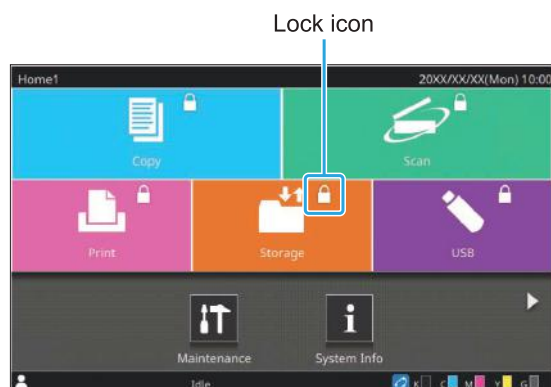 Lock icon
Home1 20XX/XX/XX(Mon) 10:00
Copy Scan
Print Storage USB
Maintenance System Info
Idle K C M Y G